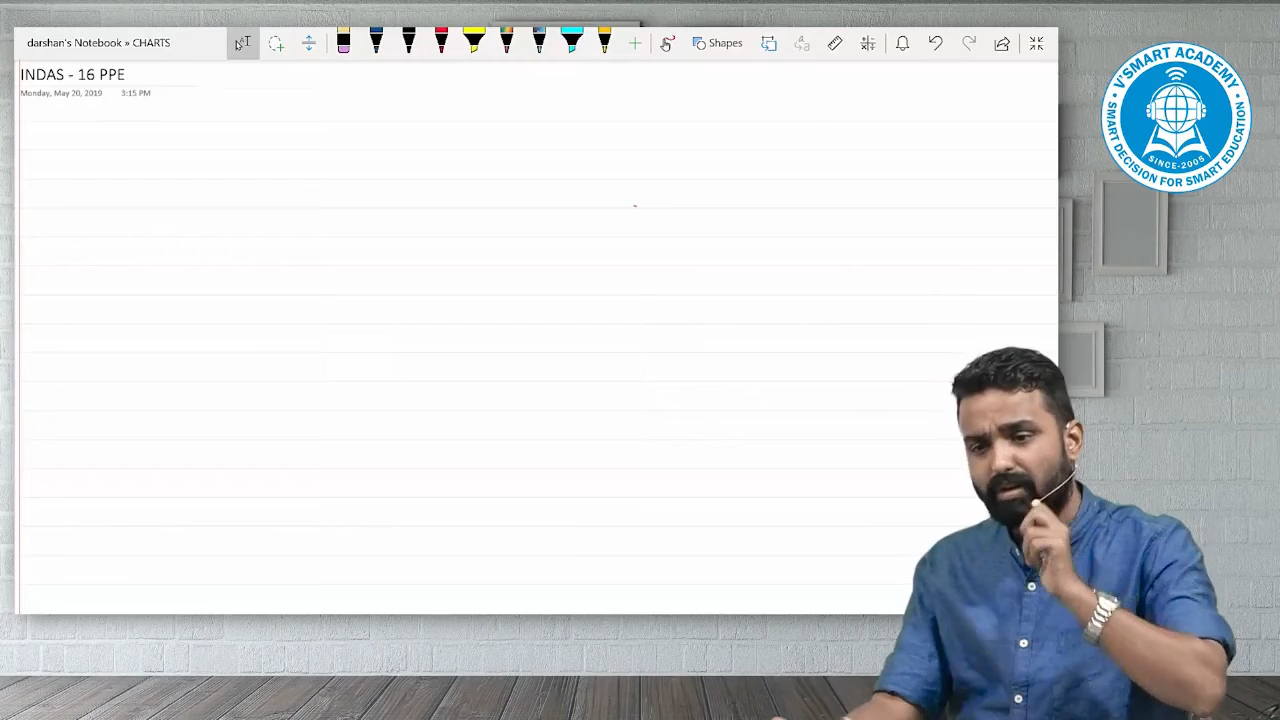 darshan's Notebook » CHARTS
Shapes
INDAS - 16 PPE
Monday, May 20, 2019 3:15 PM
V'SMART ACADEMY
SINCE-2005
SMART DECISION FOR SMART EDUCATION